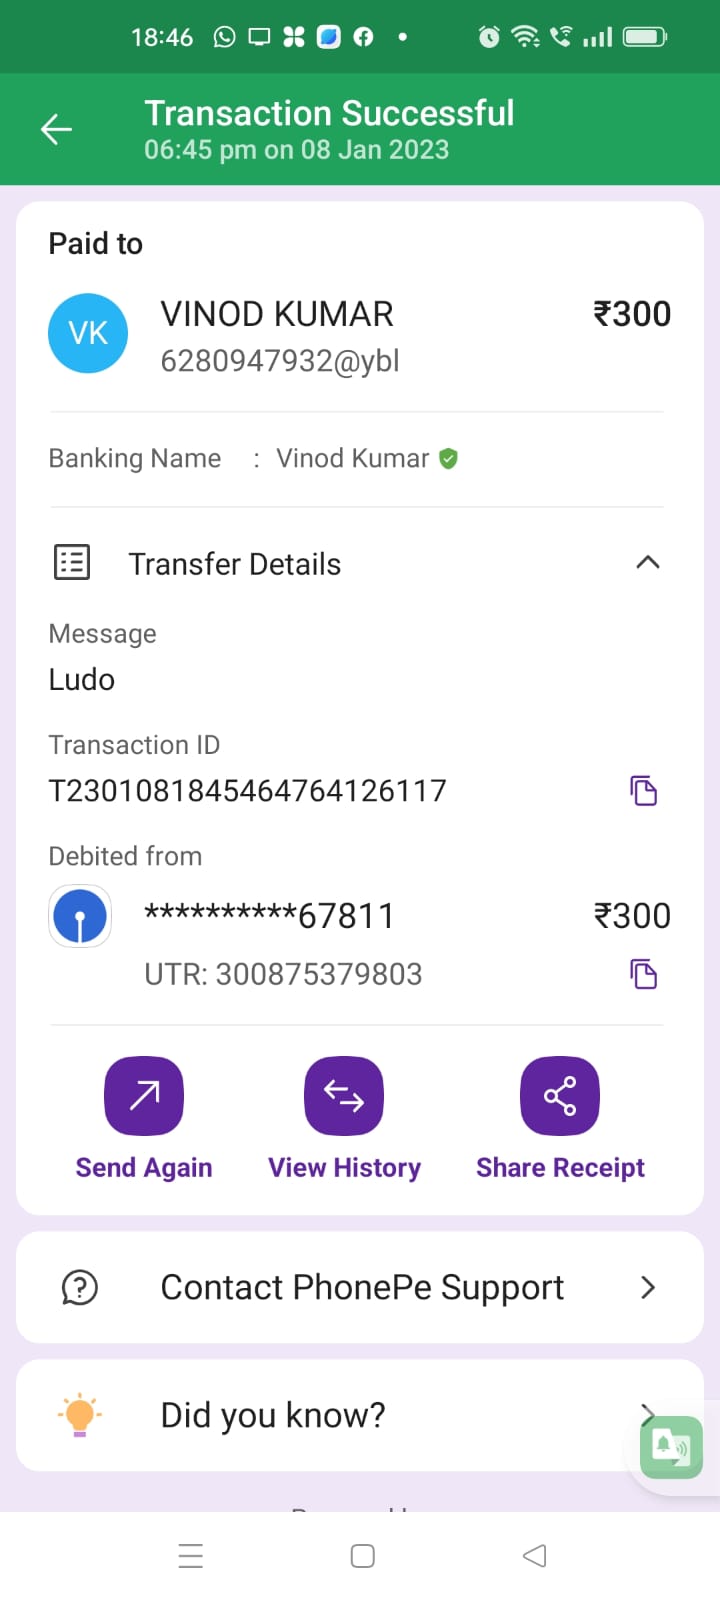 18:46
Transaction Successful
06:45 pm on 08 Jan 2023
Paid to
VK
VINOD KUMAR
₹300
6280947932@ybl
Banking Name : Vinod Kumar
Transfer Details
Message
Ludo
Transaction ID
T2301081845464764126117
Debited from
**********67811
₹300
UTR: 300875379803
Send Again
View History
Share Receipt
Contact PhonePe Support
Did you know?